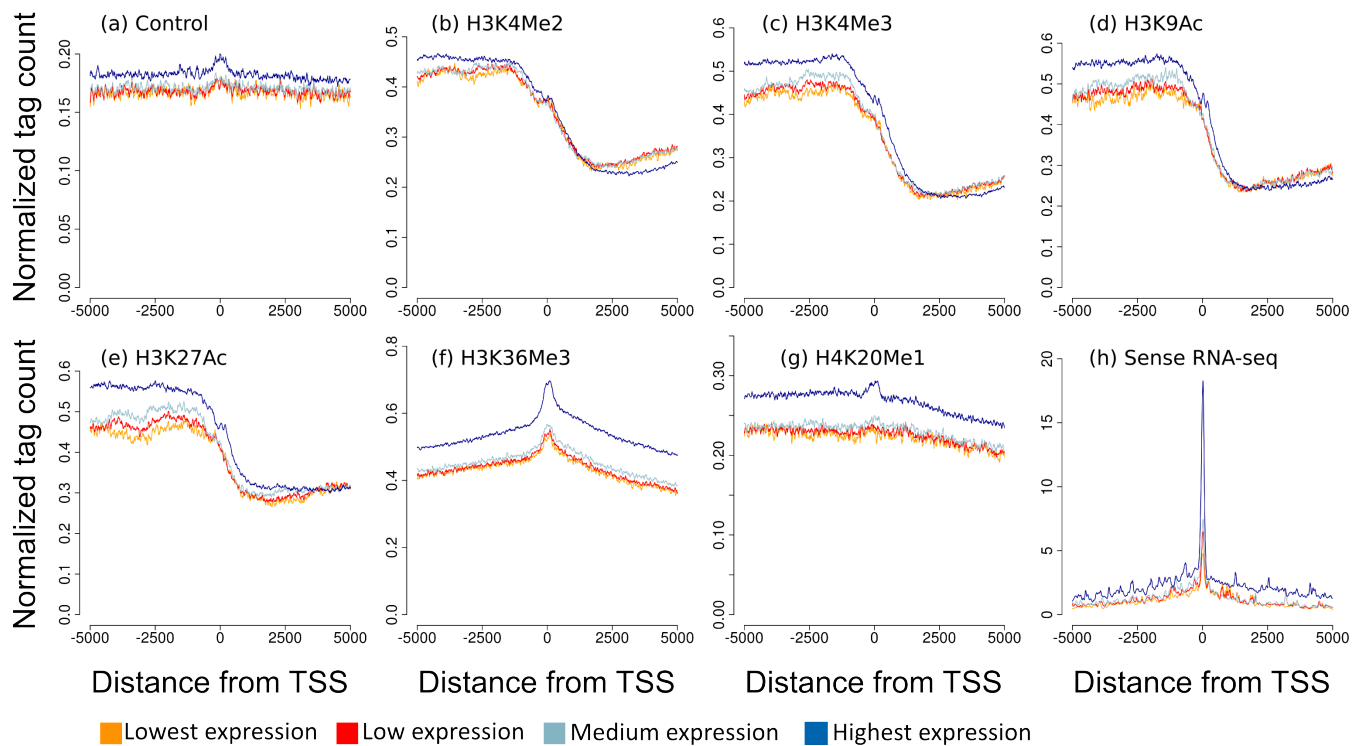 (a) Control
(b) H3K4Me2
(c) H3K4Me3
(d) H3K9Ac
Normalized tag count
0.20
0.15
0.10
0.05
0.00
0.5
0.4
0.3
0.2
0.1
0.0
0.6
0.5
0.4
0.3
0.2
0.1
0.0
0.6
0.5
0.4
0.3
0.2
0.1
0.0
-5000 -2500 0 2500 5000
-5000 -2500 0 2500 5000
-5000 -2500 0 2500 5000
-5000 -2500 0 2500 5000
(e) H3K27Ac
(f) H3K36Me3
(g) H4K20Me1
(h) Sense RNA-seq
Normalized tag count
0.6
0.5
0.4
0.3
0.2
0.1
0.0
0.8
0.6
0.4
0.2
0.0
0.30
0.20
0.10
0.00
20
15
10
5
0
-5000 -2500 0 2500 5000
-5000 -2500 0 2500 5000
-5000 -2500 0 2500 5000
-5000 -2500 0 2500 5000
Distance from TSS
Distance from TSS
Distance from TSS
Distance from TSS
Lowest expression
Low expression
Medium expression
Highest expression